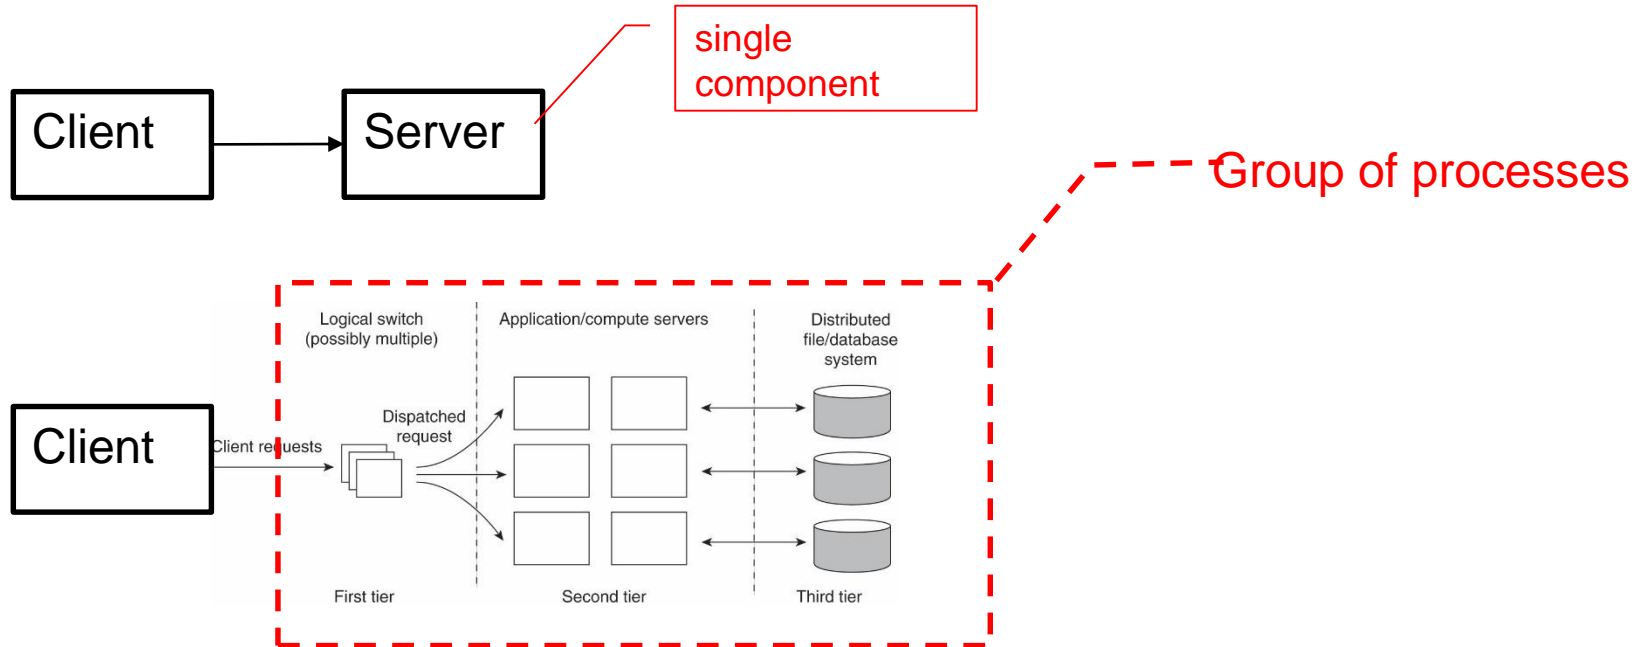 single
component
Client
Server
Group of processes
Logical switch
(possibly multiple)
Application/compute servers
Distributed
file/database
system
Dispatched
request
Client
Client requests
First tier
Second tier
Third tier